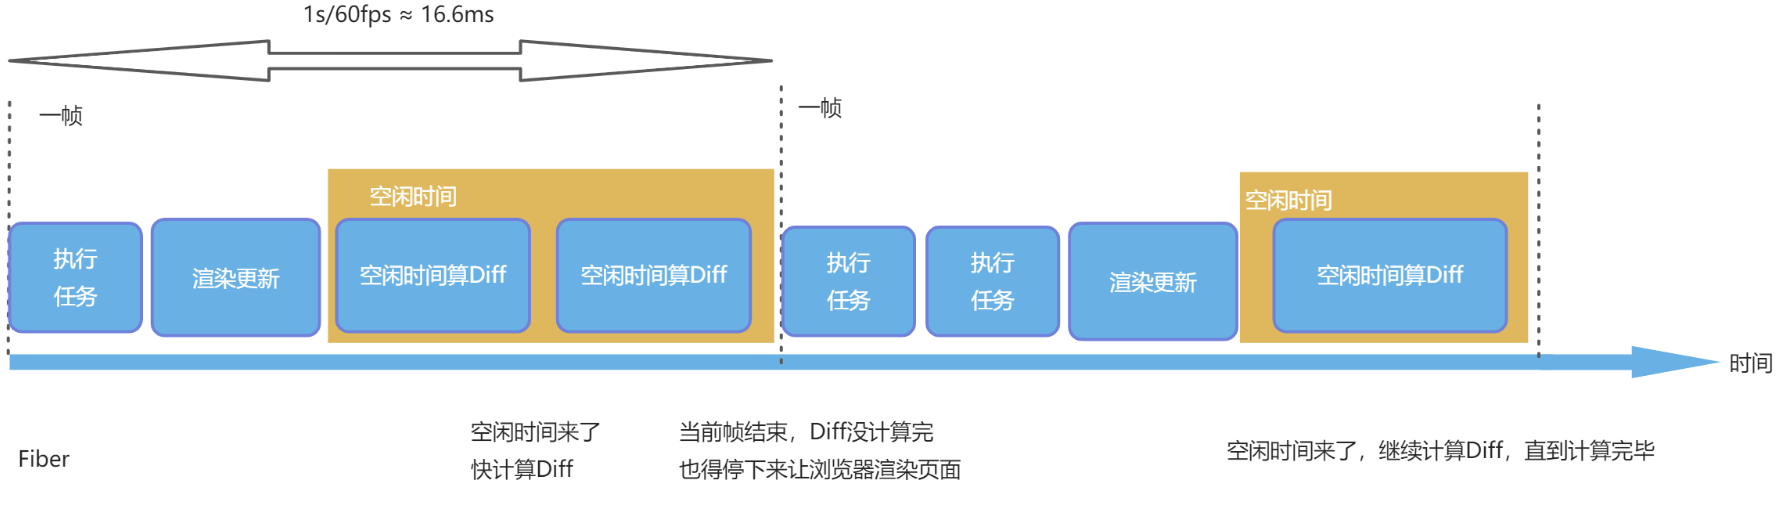 1s/60fps ≈ 16.6ms
一帧
一帧
空闲时间
空闲时间
执行
任务
渲染更新
空闲时间算Diff
空闲时间算Diff
执行
任务
执行
任务
渲染更新
空闲时间算Diff
时间
Fiber
空闲时间来了
快计算Diff
当前帧结束，Diff没计算完
也得停下来让浏览器渲染页面
空闲时间来了，继续计算Diff，直到计算完毕